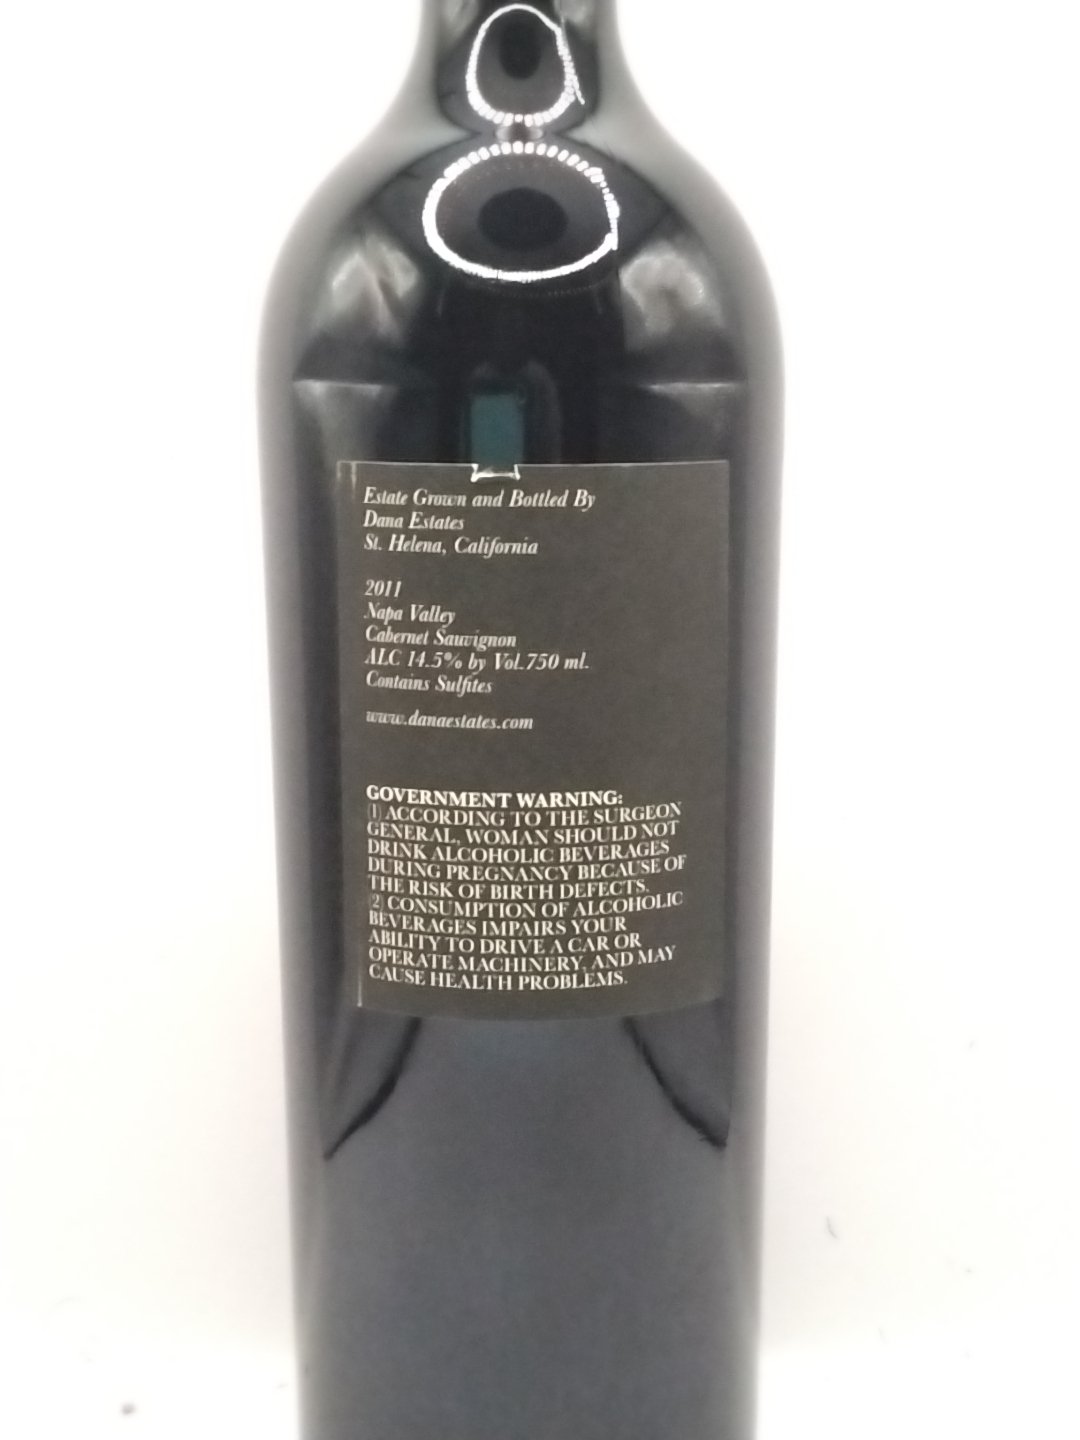 Estate Grown and Bottled By
Dana Estates
St. Helena, California
2011
Napa Valley
Cabernet Sauvignon
ALC 14.5% by Vol.750 ml.
Contains Sulfites
www.danaestates.com
GOVERNMENT WARNING:
(1) ACCORDING TO THE SURGEON
GENERAL, WOMAN SHOULD NOT
DRINK ALCOHOLIC BEVERAGES
DURING PREGNANCY BECAUSE OF
THE RISK OF BIRTH DEFECTS.
(2) CONSUMPTION OF ALCOHOLIC
BEVERAGES IMPAIRS YOUR
ABILITY TO DRIVE A CAR OR
OPERATE MACHINERY, AND MAY
CAUSE HEALTH PROBLEMS.